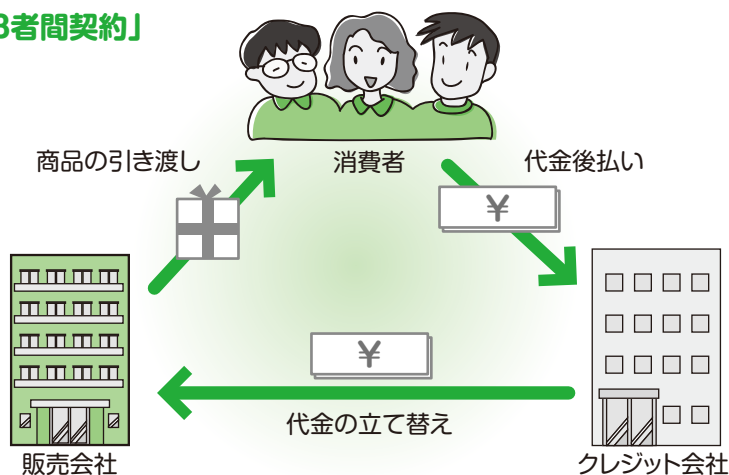 3者間契約」
商品の引き渡し
消費者
代金後払い
¥
¥
代金の立て替え
販売会社
クレジット会社